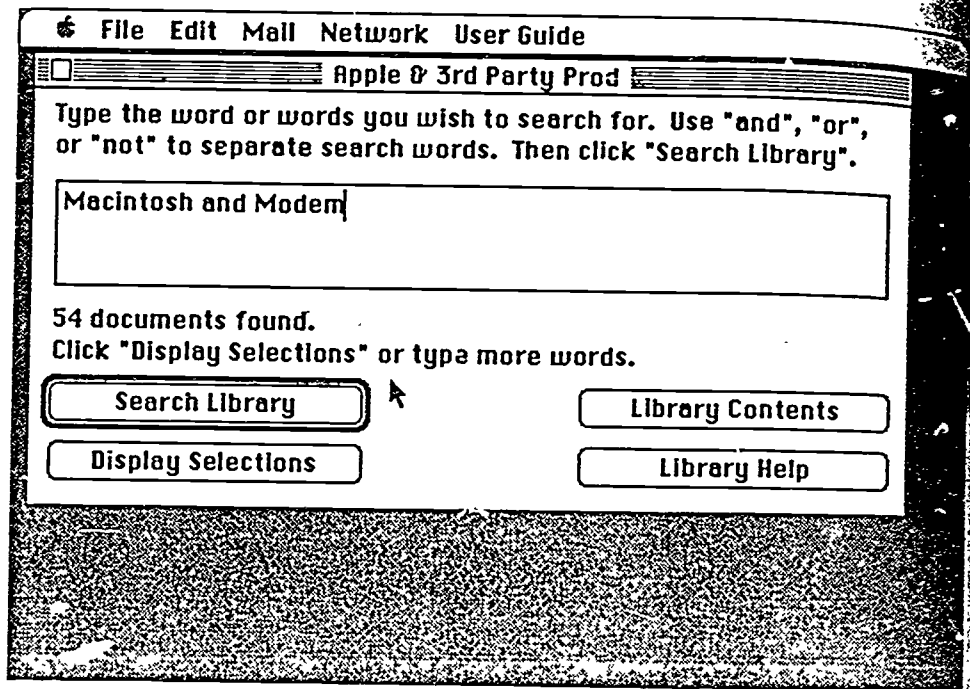 File Edit Mail Network User Guide
Apple & 3rd Party Prod
Type the word or words you wish to search for. Use "and", "or",
or "not" to separate search words. Then click "Search Library".
Macintosh and Modem
54 documents found.
Click "Display Selections" or type more words.
Search Library
Library Contents
Display Selections
Library Help